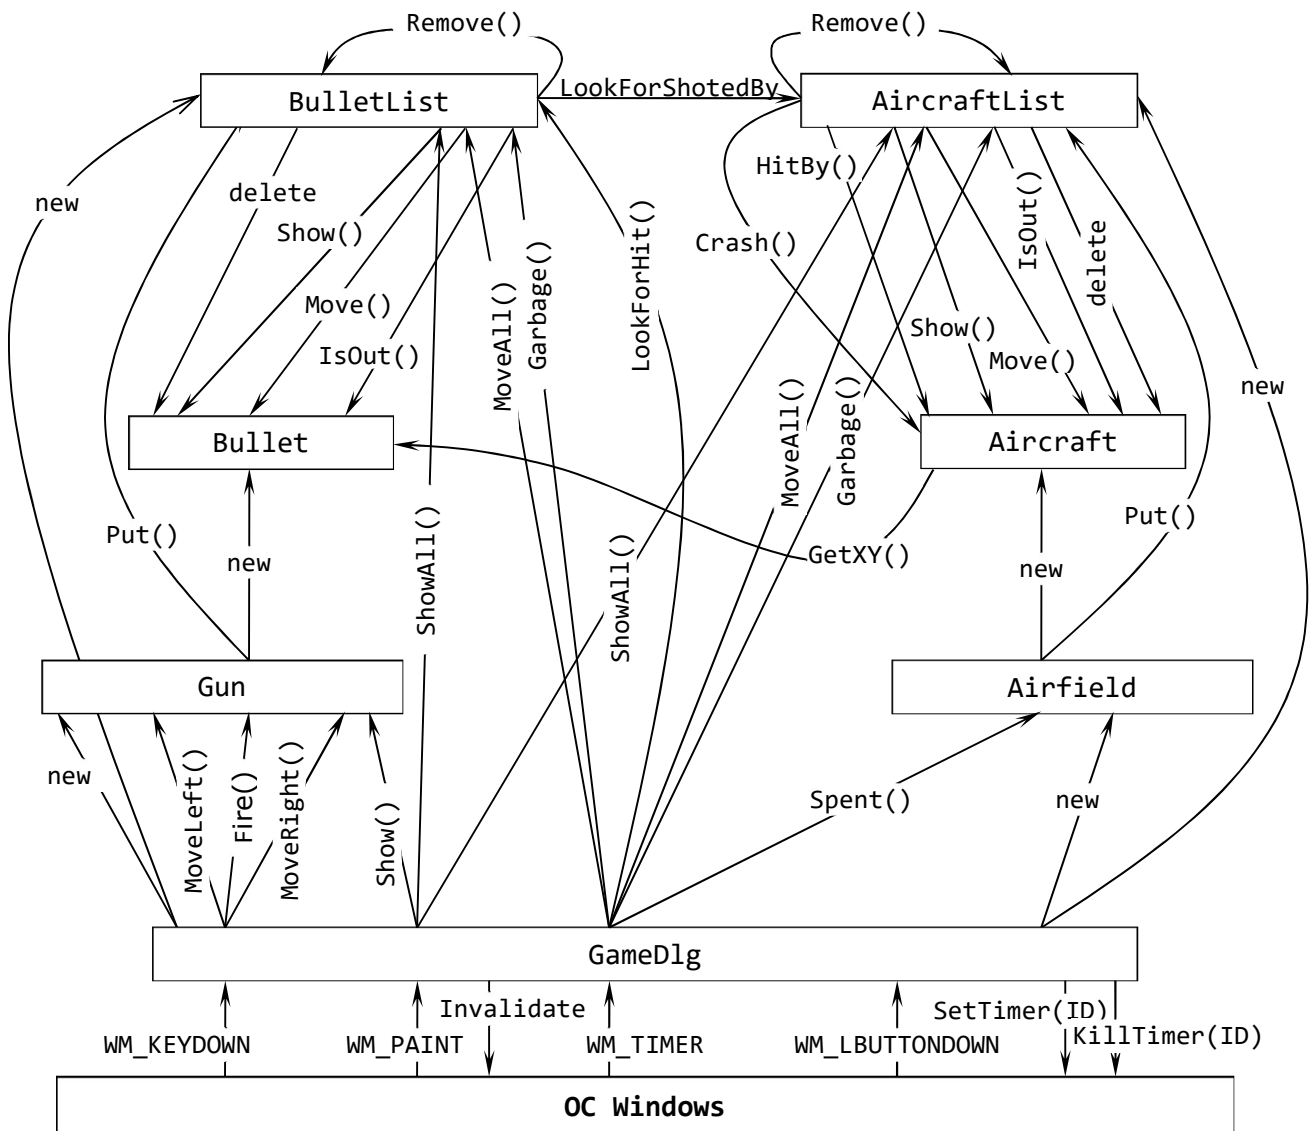 Remove()
Remove()
BulletList
LookForShotedBy
AircraftList
HitBy()
delete
new
Show()
Crash()
IsOut()
delete
LookForHit()
Move()
MoveAll()
Garbage()
IsOut()
Show()
Move()
new
MoveAll()
Garbage()
Bullet
Aircraft
Put()
new
ShowAll()
ShowAll()
GetXY()
new
Put()
Gun
Airfield
new
MoveLeft()
Fire()
MoveRight()
Show()
Spent()
new
GameDlg
Invalidate
SetTimer(ID)
WM_KEYDOWN
WM_PAINT
WM_TIMER
WM_LBUTTONDOWN
KillTimer(ID)
OC Windows